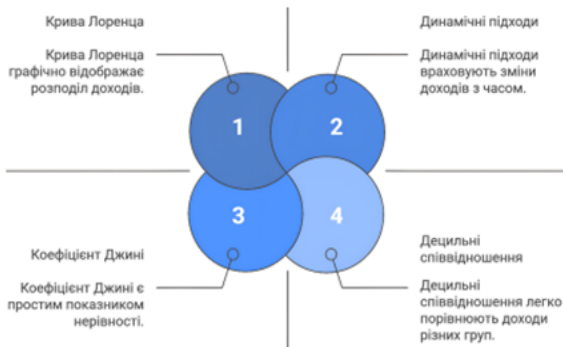 Крива Лоренца
Крива Лоренца
графічно відображає
розподіл доходів.
Динамічні підходи
Динамічні підходи
враховують зміни
доходів з часом.
1
2
3
4
Коефіцієнт Джині
Коефіцієнт Джині є
простим показником
нерівності.
Децильні
співвідношення
Децильні
співвідношення легко
порівнюють доходи
різних груп.